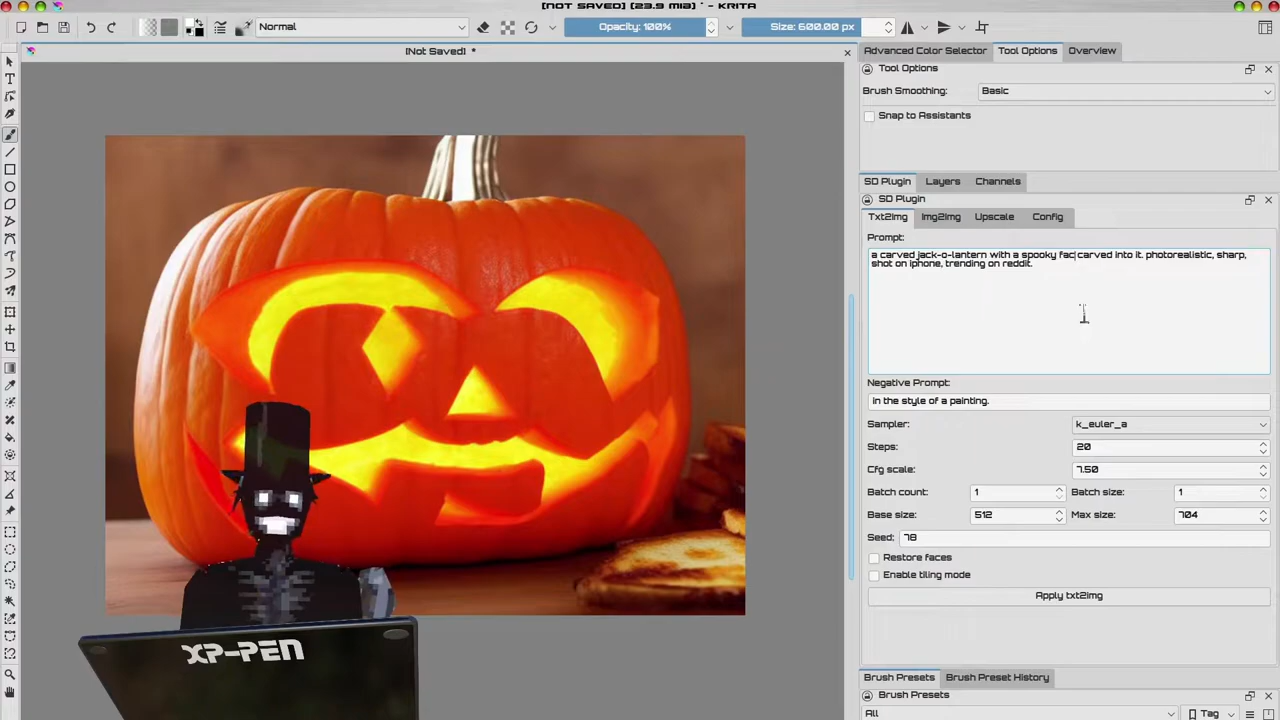 [NOT SAVED] (23.9 MiB) * - KRITA
Normal
Opacity: 100%
Size: 600.00 px
[Not Saved] *
Advanced Color Selector
Tool Options
Overview
Tool Options
Brush Smoothing:
Basic
Snap to Assistants
SD Plugin
Layers
Channels
SD Plugin
Txt2Img
Img2Img
Upscale
Config
Prompt:
a carved jack-o-lantern with a spooky fac carved into it. photorealistic, sharp,
shot on iphone, trending on reddit.
Negative Prompt:
in the style of a painting.
Sampler:
k_euler_a
Steps:
20
Cfg scale:
7.50
Batch count:
1
Batch size:
1
Base size:
512
Max size:
704
Seed:
78
Restore faces
Enable tiling mode
Apply txt2img
XP-PEN
Brush Presets
Brush Preset History
Brush Presets
All
Tag